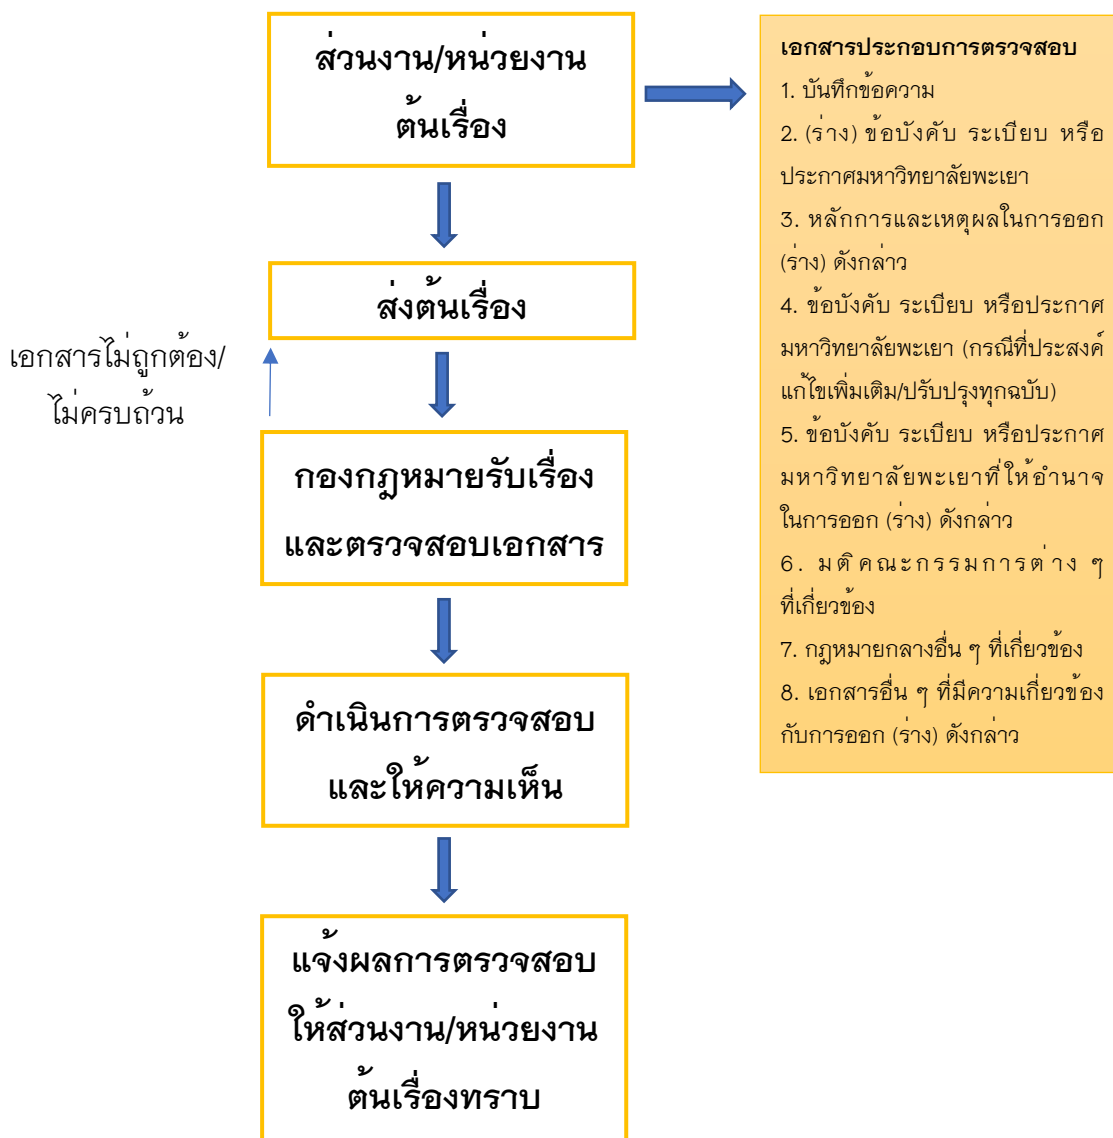 ส่วนงาน/หน่วยงาน
ต้นเรื่อง
ส่งต้นเรื่อง
เอกสารไม่ถูกต้อง/
ไม่ครบถ้วน
กองกฎหมายรับเรื่อง
และตรวจสอบเอกสาร
ดำเนินการตรวจสอบ
และให้ความเห็น
แจ้งผลการตรวจสอบ
ให้ส่วนงาน/หน่วยงาน
ต้นเรื่องทราบ
เอกสารประกอบการตรวจสอบ
1. บันทึกข้อความ
2. (ร่าง) ข้อบังคับ ระเบียบ หรือ
ประกาศมหาวิทยาลัยพะเยา
3. หลักการและเหตุผลในการออก
(ร่าง) ดังกล่าว
4. ข้อบังคับ ระเบียบ หรือประกาศ
มหาวิทยาลัยพะเยา (กรณีที่ประสงค์
แก้ไขเพิ่มเติม/ปรับปรุงทุกฉบับ)
5. ข้อบังคับ ระเบียบ หรือประกาศ
มหาวิทยาลัยพะเยาที่ให้อำนาจ
ในการออก (ร่าง) ดังกล่าว
6. มติคณะกรรมการต่าง ๆ
ที่เกี่ยวข้อง
7. กฎหมายกลางอื่น ๆ ที่เกี่ยวข้อง
8. เอกสารอื่น ๆ ที่มีความเกี่ยวข้อง
กับการออก (ร่าง) ดังกล่าว